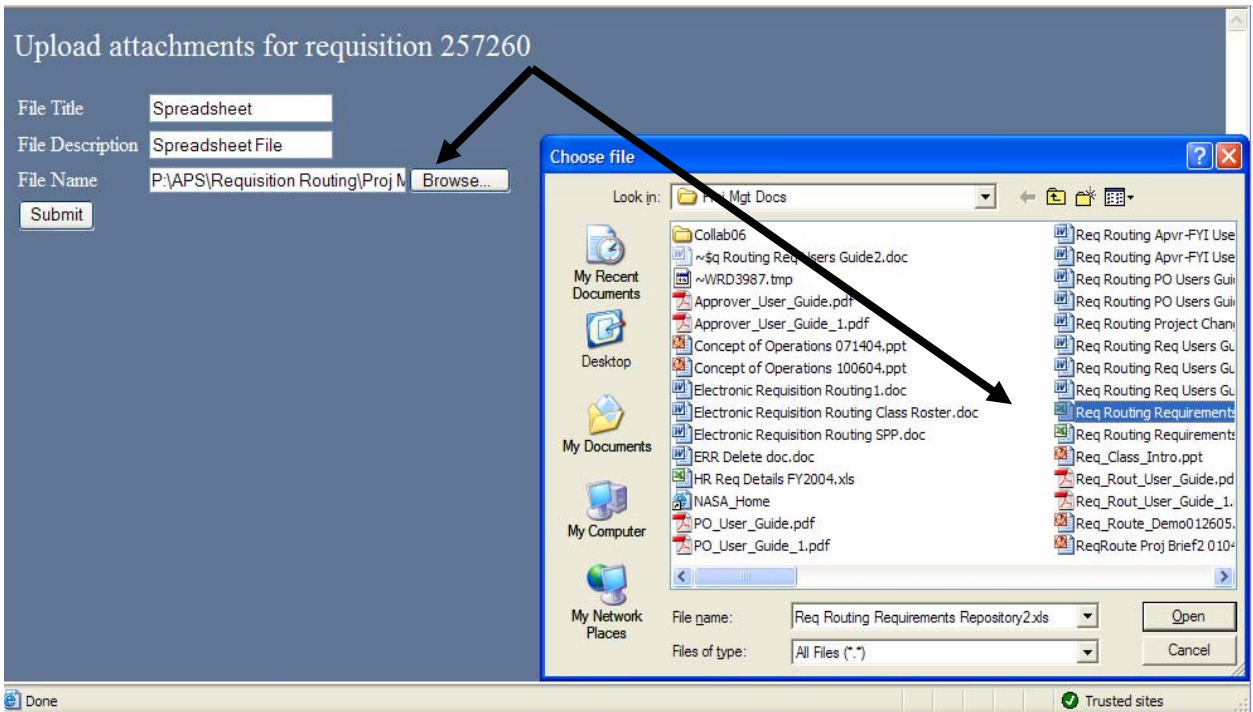 Upload attachments for requisition 257260
File Title Spreadsheet
File Description Spreadsheet File
File Name P:\APS\Requisition Routing\Proj M Browse...
Submit
Choose file
Look in: Proj Mgt Docs
My Recent
Documents
Desktop
My Documents
My Computer
My Network
Places
Collab06
~$q Routing Req Users Guide2.doc
~WRD3987.tmp
Approver_User_Guide.pdf
Approver_User_Guide_1.pdf
Concept of Operations 071404.ppt
Concept of Operations 100604.ppt
Electronic Requisition Routing1.doc
Electronic Requisition Routing Class Roster.doc
Electronic Requisition Routing SPP.doc
ERR Delete doc.doc
HR Req Details FY2004.xls
NASA_Home
PO_User_Guide.pdf
PO_User_Guide_1.pdf
Req Routing Apvr-FYI Use
Req Routing Apvr-FYI Use
Req Routing PO Users Gui
Req Routing PO Users Gui
Req Routing Project Chan
Req Routing Req Users Gu
Req Routing Req Users Gu
Req Routing Req Users Gu
Req Routing Requirements
Req Routing Requirements
Req_Class_Intro.ppt
Req_Rout_User_Guide.pd
Req_Rout_User_Guide_1.
Req_Route_Demo012605.
ReqRoute Proj Brief2 0104
File name: Req Routing Requirements Repository2.xls Open
Files of type: All Files (*.*) Cancel
Done Trusted sites